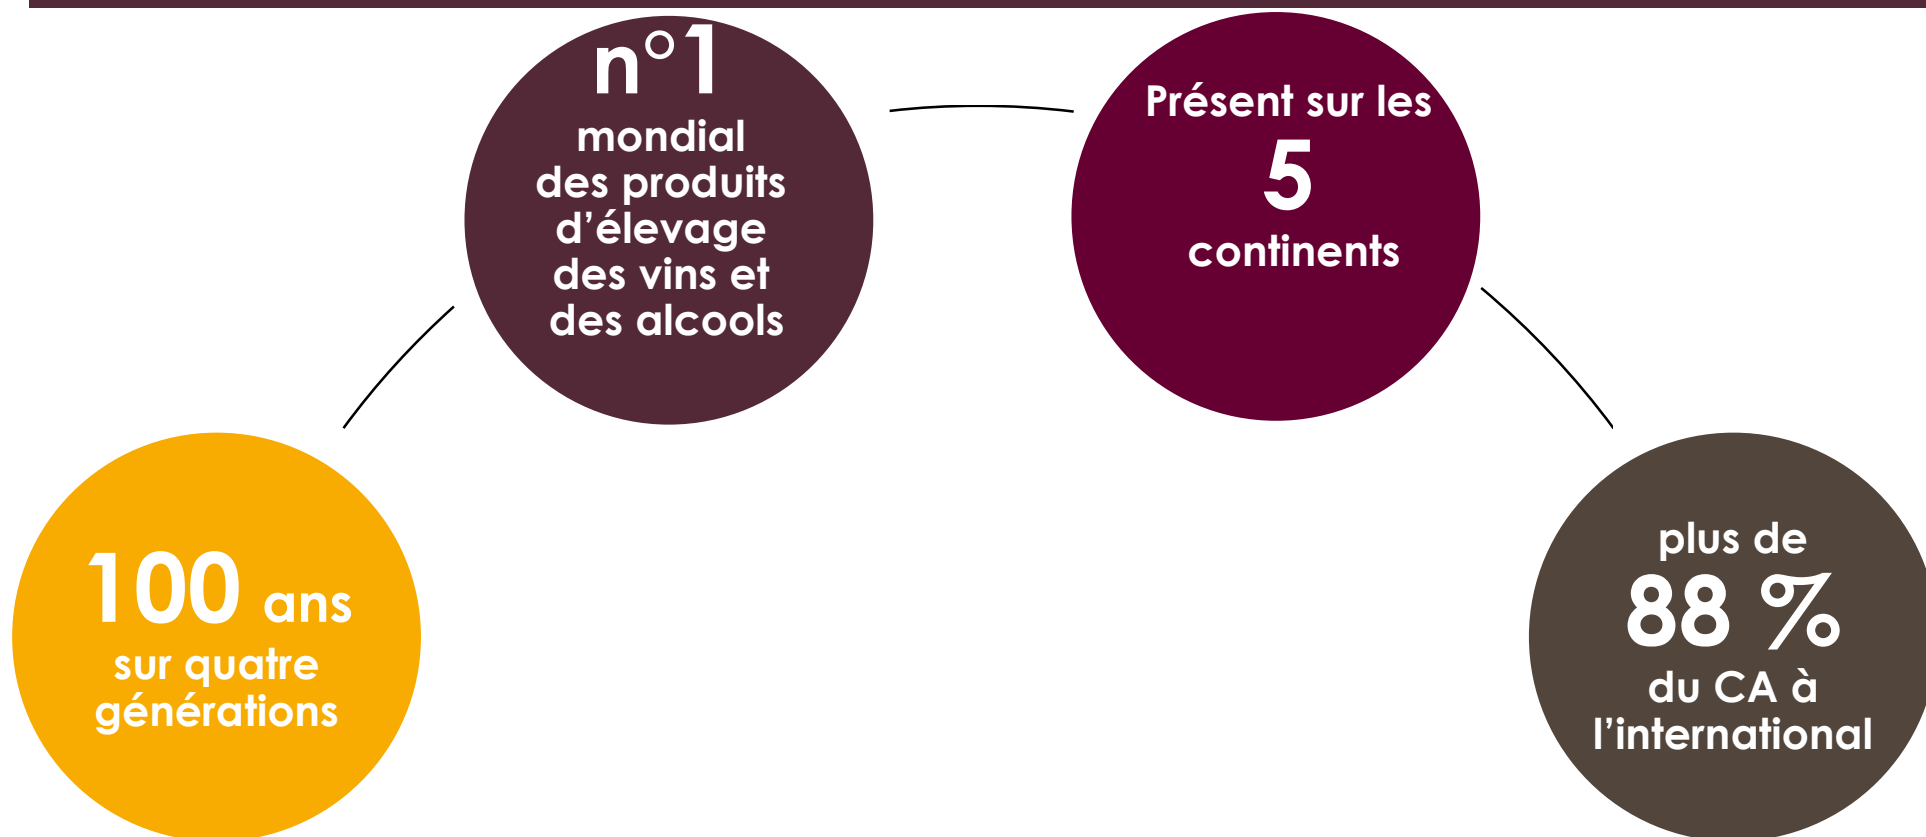 100 ans
sur quatre
générations
n°1
mondial
des produits
d’élevage
des vins et
des alcools
Présent sur les
5
continents
plus de
88 %
du CA à
l’international